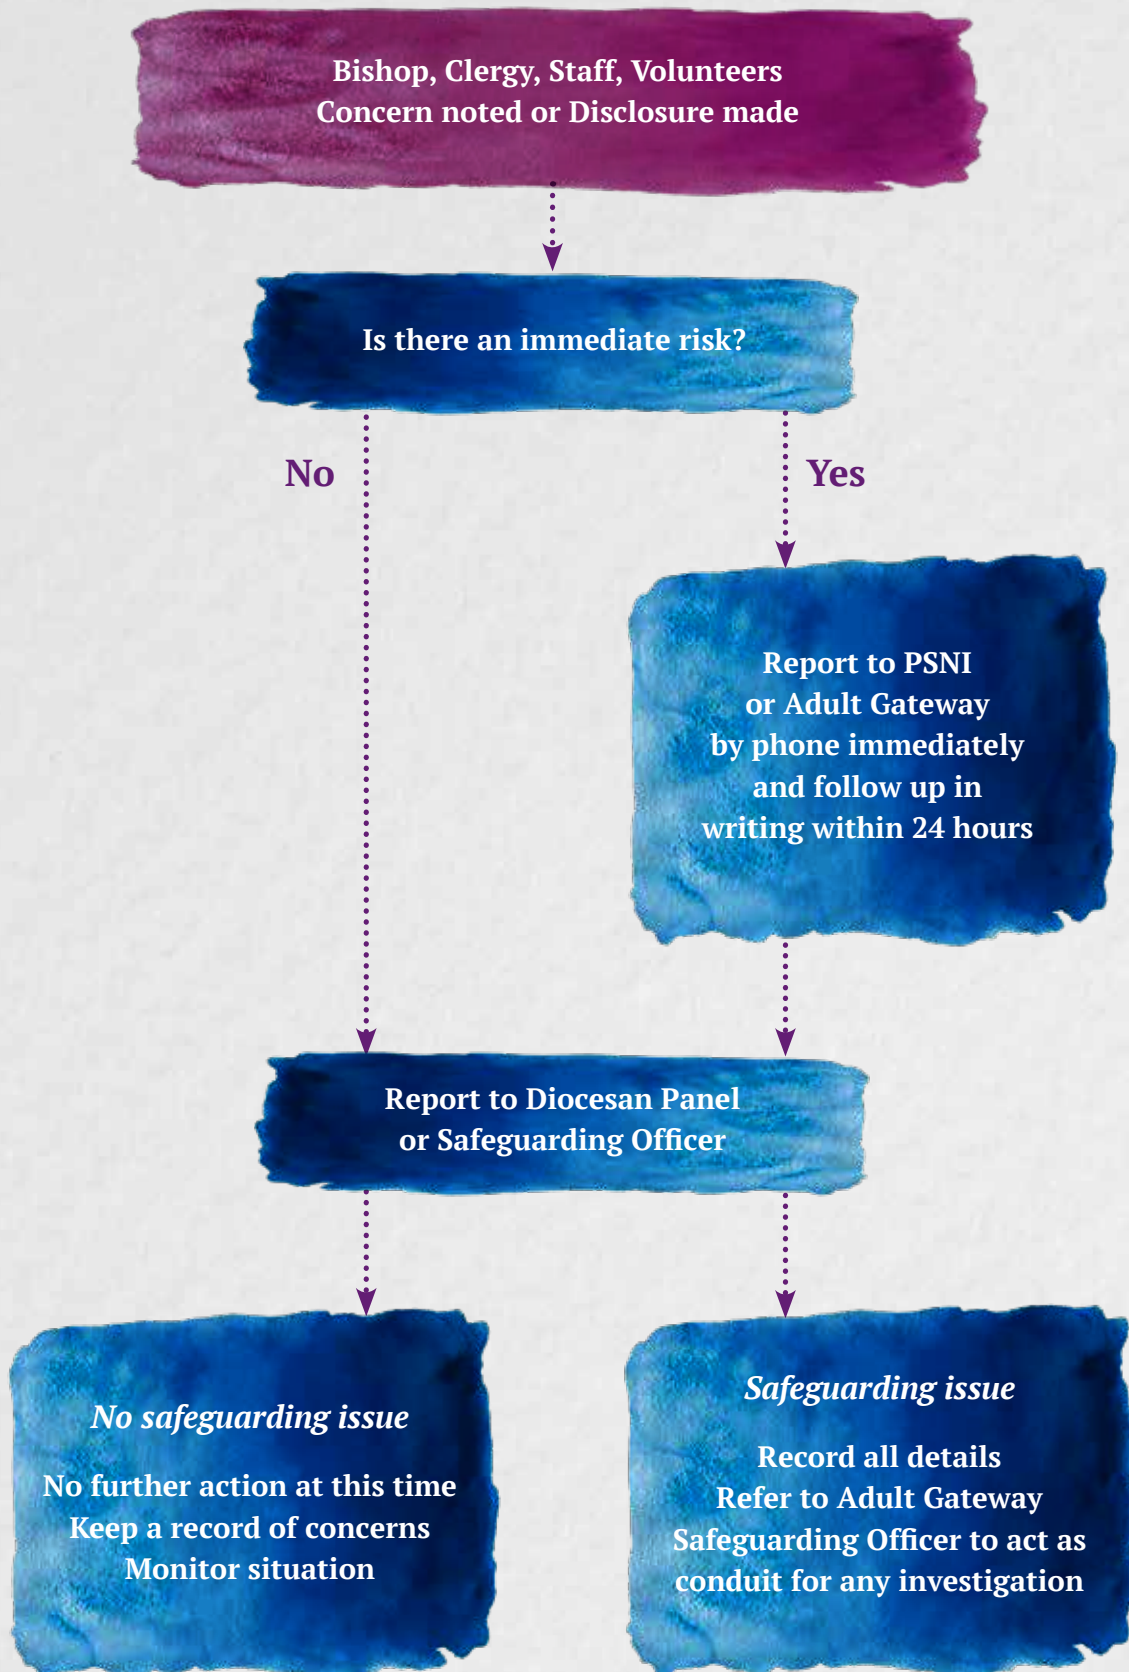 Bishop, Clergy, Staff, Volunteers
Concern noted or Disclosure made
Is there an immediate risk?
No
Yes
Report to PSNI
or Adult Gateway
by phone immediately
and follow up in
writing within 24 hours
Report to Diocesan Panel
or Safeguarding Officer
No safeguarding issue
No further action at this time
Keep a record of concerns
Monitor situation
Safeguarding issue
Record all details
Refer to Adult Gateway
Safeguarding Officer to act as
conduit for any investigation